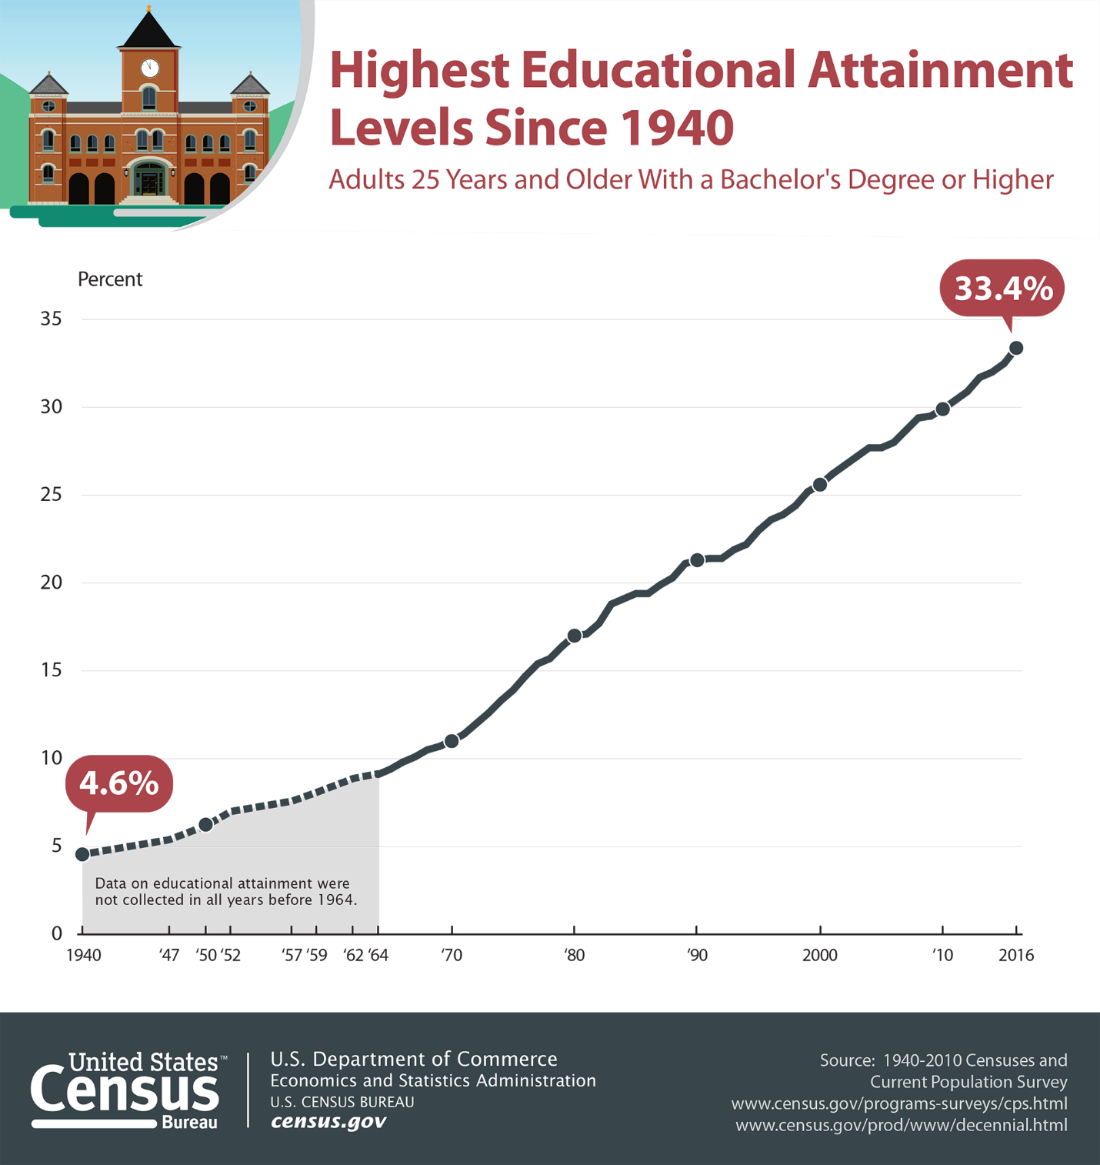 Highest Educational Attainment
Levels Since 1940
Adults 25 Years and Older With a Bachelor's Degree or Higher
Percent
33.4%
35
30
25
20
15
10
4.6%
5
Data on educational attainment were
not collected in all years before 1964.
0
1940 ‘47 ‘50 ‘52 ‘57 ‘59 ‘62 ‘64 ‘70 ‘80 ‘90 2000 ‘10 2016
United States™
Census
Bureau
U.S. Department of Commerce
Economics and Statistics Administration
U.S. CENSUS BUREAU
census.gov
Source: 1940-2010 Censuses and
Current Population Survey
www.census.gov/programs-surveys/cps.html
www.census.gov/prod/www/decennial.html